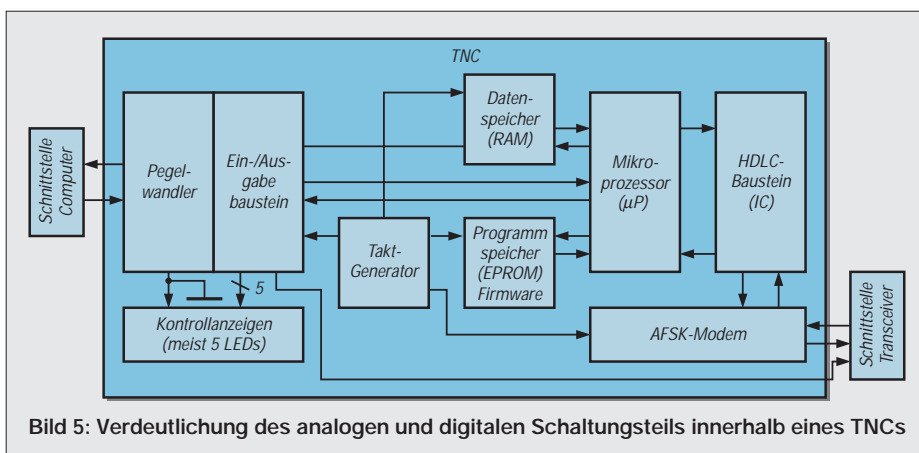 TNC
Schnittstelle
Computer
Pegel-
wandler
Ein-/Aus-
gabe
baustein
Daten-
speicher
(RAM)
Mikro-
prozessor
(µP)
HDLC-
Baustein
(IC)
Takt-
Generator
Programm
speicher
(EPROM)
Firmware
5
Kontrollanzeigen
(meist 5 LEDs)
AFSK-Modem
Schnittstelle
Transceiver
Bild 5: Verdeutlichung des analogen und digitalen Schaltungsteils innerhalb eines TNCs